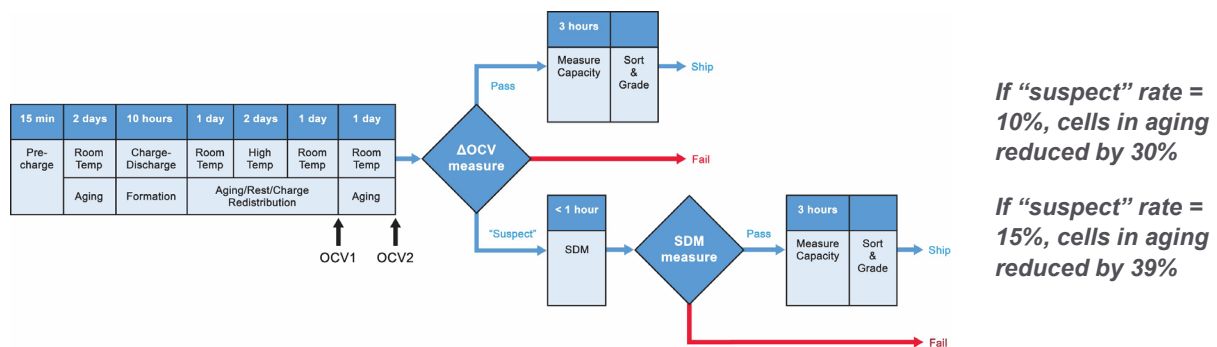 15 min
2 days
10 hours
1 day
2 days
1 day
1 day
Pre-
charge
Room
Temp
Charge-
Discharge
Room
Temp
High
Temp
Room
Temp
Room
Temp
Aging
Formation
Aging/Rest/Charge
Redistribution
Aging
OCV1
OCV2
ΔOCV
measure
Pass
3 hours
Measure
Capacity
Sort
&
Grade
Ship
Fail
"Suspect"
< 1 hour
SDM
SDM
measure
Pass
3 hours
Measure
Capacity
Sort
&
Grade
Ship
Fail
If “suspect” rate =
10%, cells in aging
reduced by 30%
If “suspect” rate =
15%, cells in aging
reduced by 39%